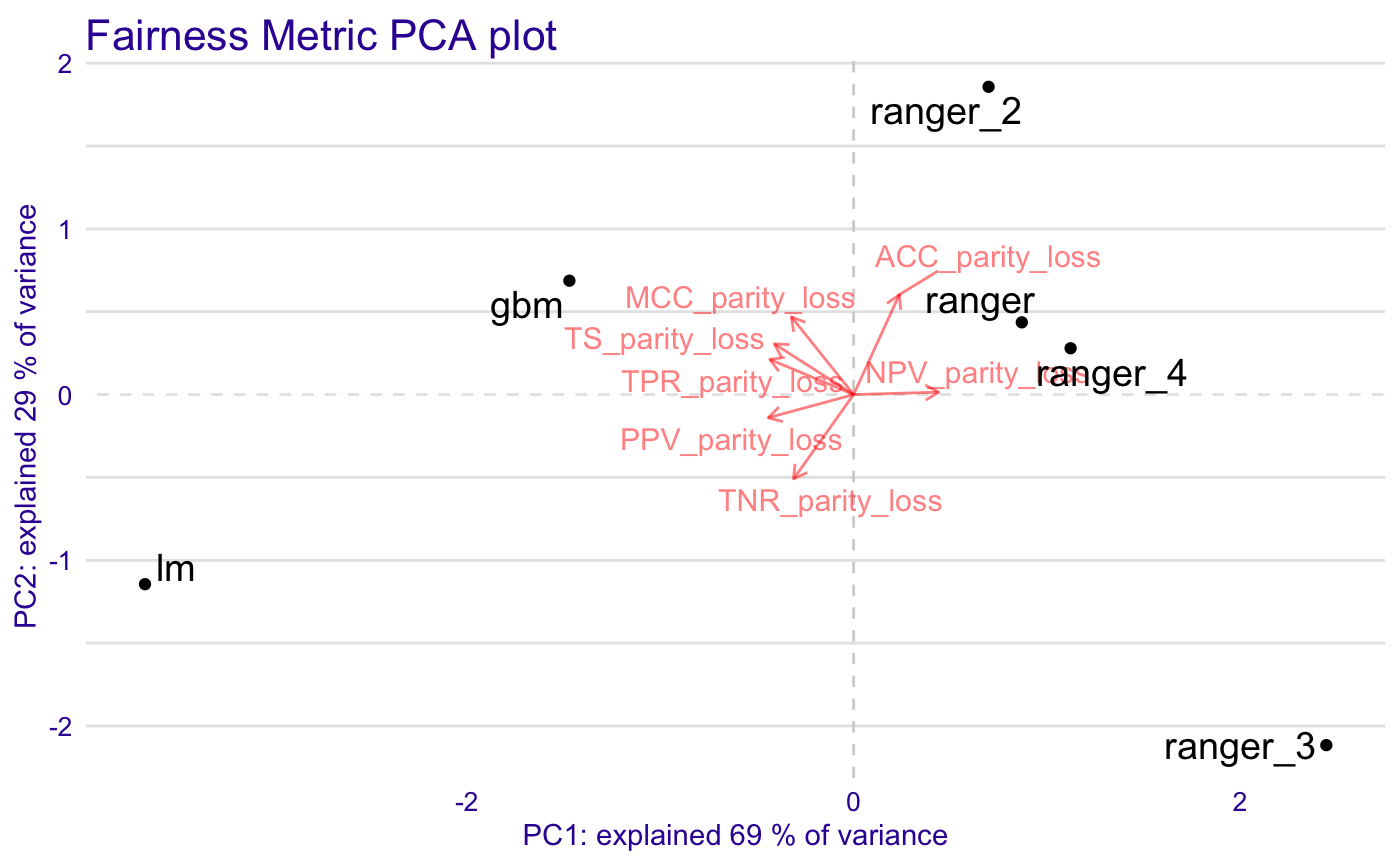 Fairness Metric PCA plot
2
ranger_2
1
ACC_parity_loss
MCC_parity_loss
ranger
gbm
TS_parity_loss
NPV_parity_loss
ranger_4
TPR_parity_loss
0
PPV_parity_loss
TNR_parity_loss
-1
lm
-2
ranger_3
-2
0
2
PC1: explained 69 % of variance
PC2: explained 29 % of variance